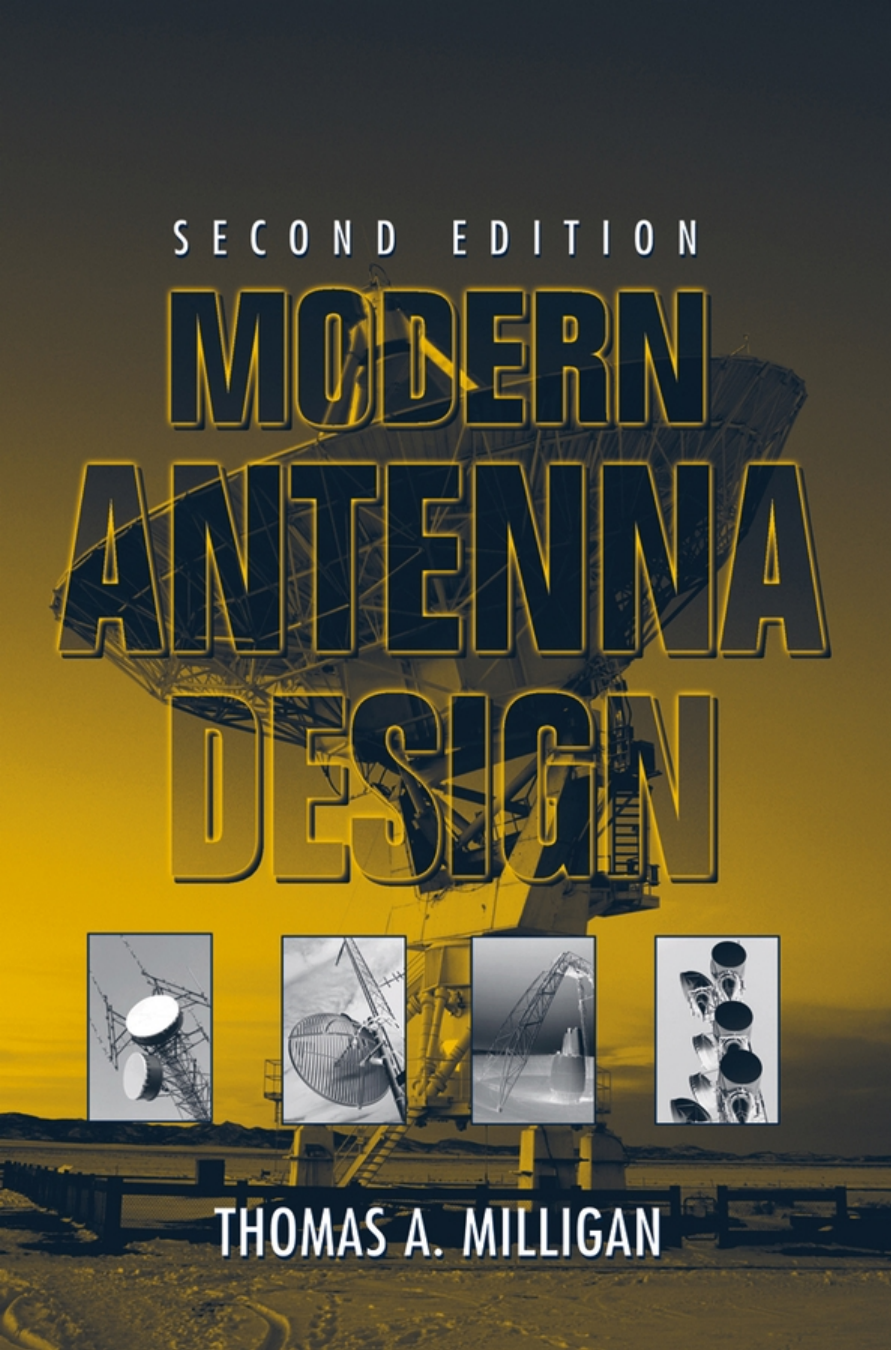 SECOND EDITION
MODERN
ANTENNA
DESIGN
THOMAS A. MILLIGAN